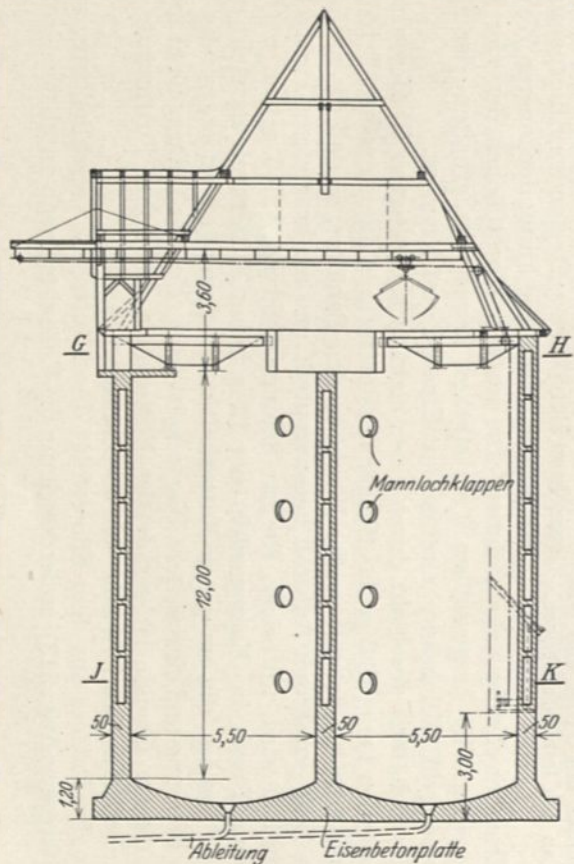 3,60
G
H
Mannlochklappen
12,00
J
K
50
5,50
50
5,50
50
3,00
1,20
Ableitung
Eisenbetonplatte